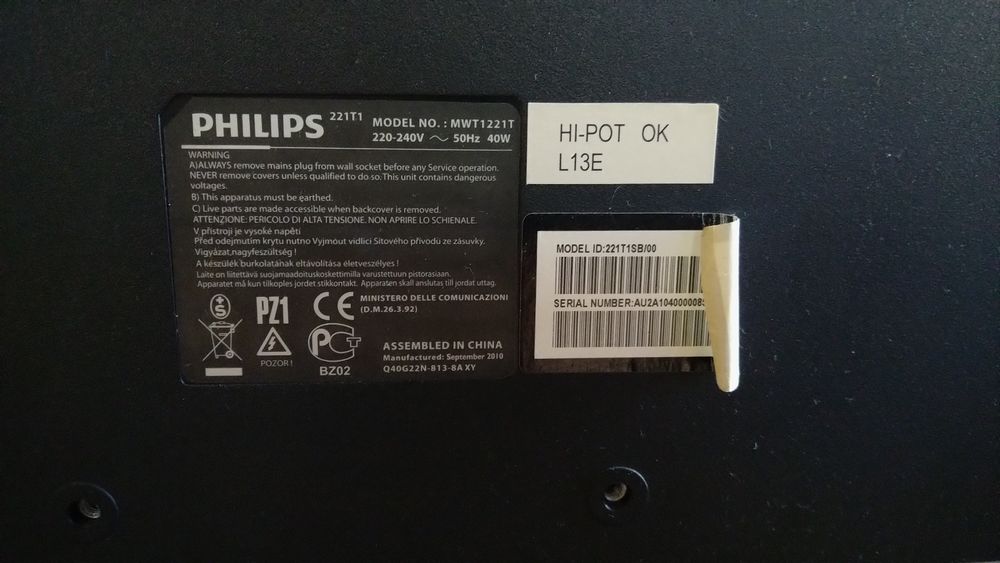 PHILIPS 221T1 MODEL NO. : MWT1221T
220-240V ~ 50Hz 40W
WARNING
A)ALWAYS remove mains plug from wall socket before any Service operation.
NEVER remove covers unless qualified to do so.This unit contains dangerous
voltages.
B) This apparatus must be earthed.
C) Live parts are made accessible when backcover is removed.
ATTENZIONE: PERICOLO DI ALTA TENSIONE. NON APRIRE LO SCHIENALE.
V přístroji je vysoké napětí
Před odejmutím krytu nutno Vyjmout vidlici Sítového přívodu ze zásuvky.
Vigyázat,nagyfeszültség !
A készülék burkolatának eltávolítása életveszélyes !
Laite on liitettävä suojamaadoituskoskettimilla varustettuun pistorasiaan.
Apparatet må kun tilkoples jordet stikkontakt. Apparaten skall anslutas till jordat uttag.
S
PZ1
CE
MINISTERO DELLE COMUNICAZIONI
(D.M.26.3.92)
POZOR !
PCT
BZ02
ASSEMBLED IN CHINA
Manufactured: September 2010
Q40G22N-813-8A XY
HI-POT OK
L13E
MODEL ID:221T1SB/00
SERIAL NUMBER:AU2A104000008